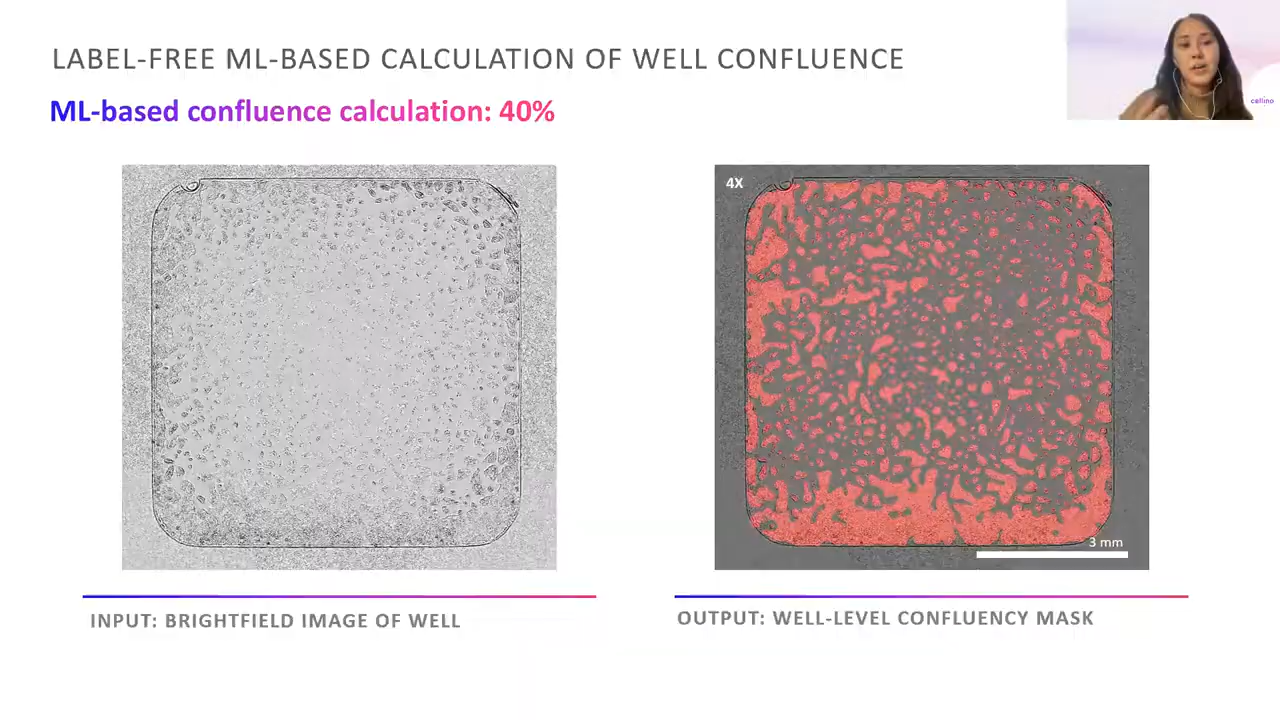 LABEL-FREE ML-BASED CALCULATION OF WELL CONFLUENCE
ML-based confluence calculation: 40%
cellino
4X
3 mm
INPUT: BRIGHTFIELD IMAGE OF WELL
OUTPUT: WELL-LEVEL CONFLUENCY MASK